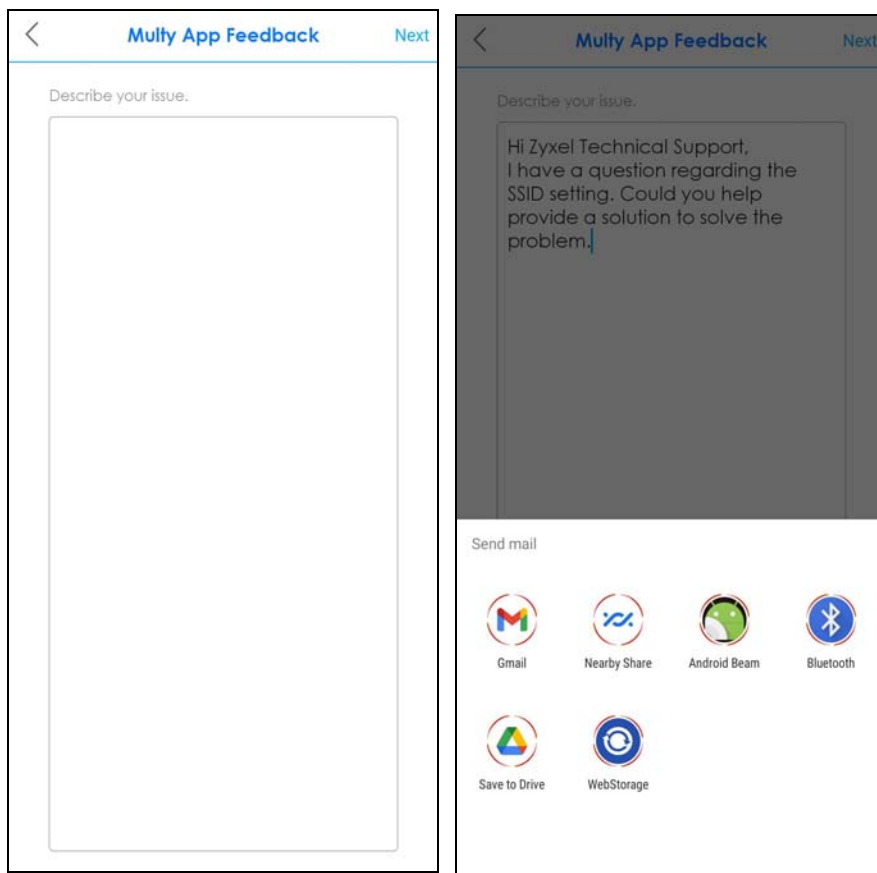 Multy App Feedback
Next
Describe your issue.
Multy App Feedback
Next
Describe your issue.
Hi Zyxel Technical Support,
I have a question regarding the
SSID setting. Could you help
provide a solution to solve the
problem.
Send mail
Gmail
Nearby Share
Android Beam
Bluetooth
Save to Drive
WebStorage